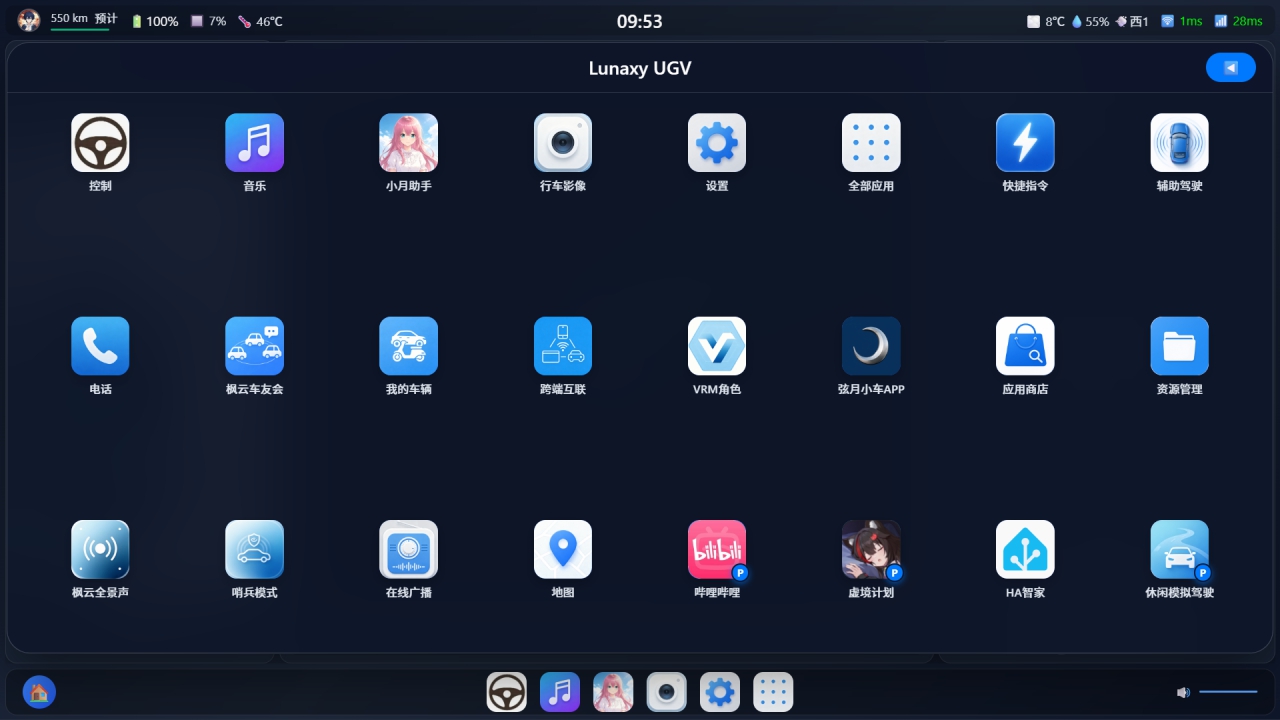 550 km 预计 100% 7% 46℃ 09:53 8℃ 55% 西1 1ms 28ms
Lunaxy UGV
控制 音乐 小月助手 行车影像 设置 全部应用 快捷指令 辅助驾驶
电话 枫云车友会 我的车辆 跨端互联 VRM角色 弦月小车APP 应用商店 资源管理
bilibili P P P
枫云全景声 哨兵模式 在线广播 地图 哔哩哔哩 虚境计划 HA智家 休闲模拟驾驶